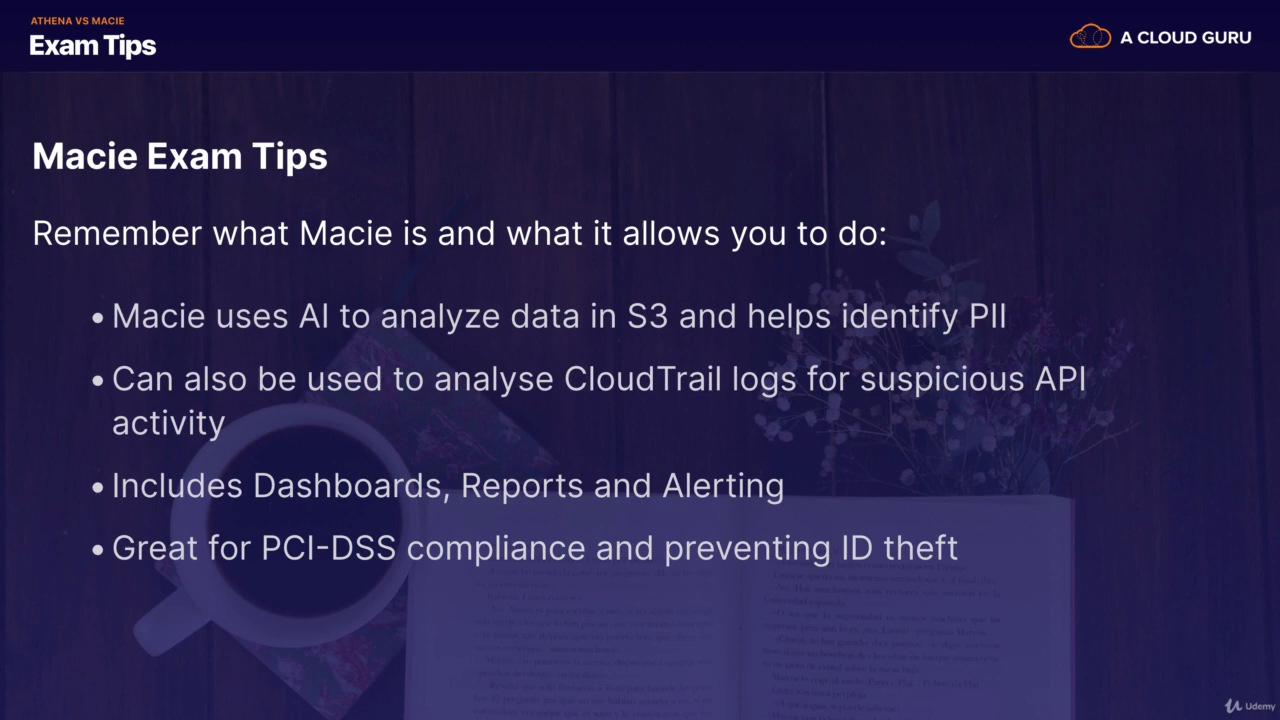 ATHENA VS MACIE
Exam Tips
A CLOUD GURU
Macie Exam Tips
Remember what Macie is and what it allows you to do:
• Macie uses AI to analyze data in S3 and helps identify PII
• Can also be used to analyse CloudTrail logs for suspicious API
activity
• Includes Dashboards, Reports and Alerting
• Great for PCI-DSS compliance and preventing ID theft
Udemy